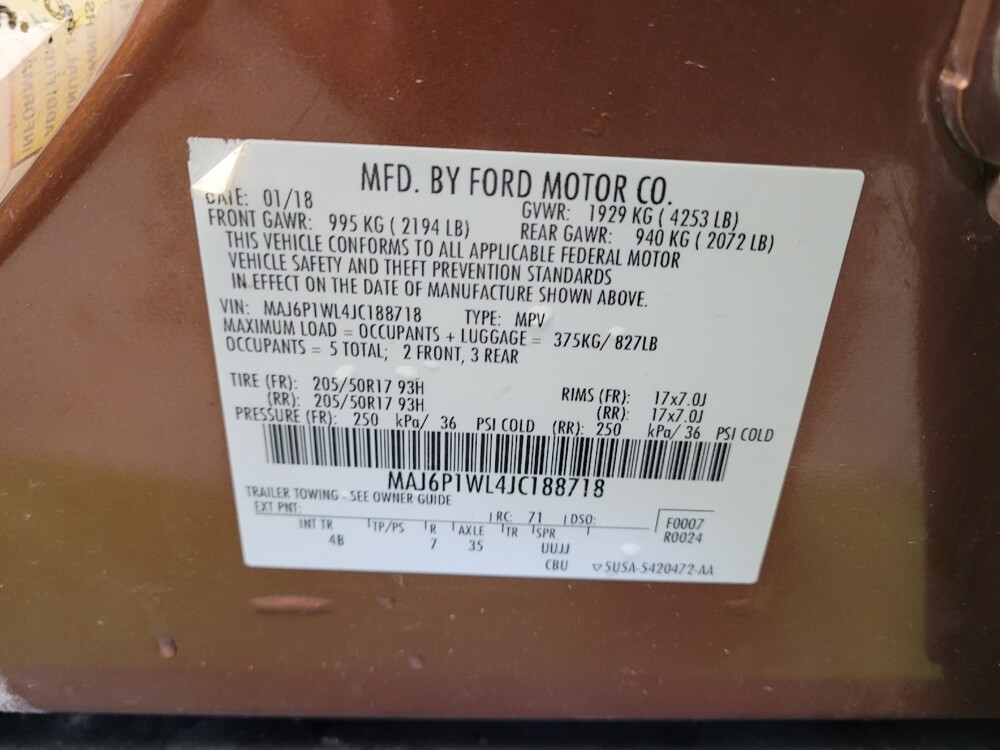 MFD. BY FORD MOTOR CO.
DATE: 01/18
GVWR: 1929 KG ( 4253 LB)
FRONT GAWR: 995 KG ( 2194 LB)
REAR GAWR: 940 KG ( 2072 LB)
THIS VEHICLE CONFORMS TO ALL APPLICABLE FEDERAL MOTOR
VEHICLE SAFETY AND THEFT PREVENTION STANDARDS
IN EFFECT ON THE DATE OF MANUFACTURE SHOWN ABOVE.
VIN: MAJ6P1WL4JC188718 TYPE: MPV
MAXIMUM LOAD = OCCUPANTS + LUGGAGE = 375KG/ 827LB
OCCUPANTS = 5 TOTAL; 2 FRONT, 3 REAR
TIRE (FR): 205/50R17 93H RIMS (FR): 17x7.0J
(RR): 205/50R17 93H (RR): 17x7.0J
PRESSURE (FR): 250 kPa/ 36 PSI COLD (RR): 250 kPa/ 36 PSI COLD
MAJ6P1WL4JC188718
TRAILER TOWING - SEE OWNER GUIDE
EXT PNT: RC: 71 DSO: F0007
R0024
INT TR TP/PS R AXLE TR SPR
4B 7 35 UUJJ
CBU 5U5A-S420472-AA